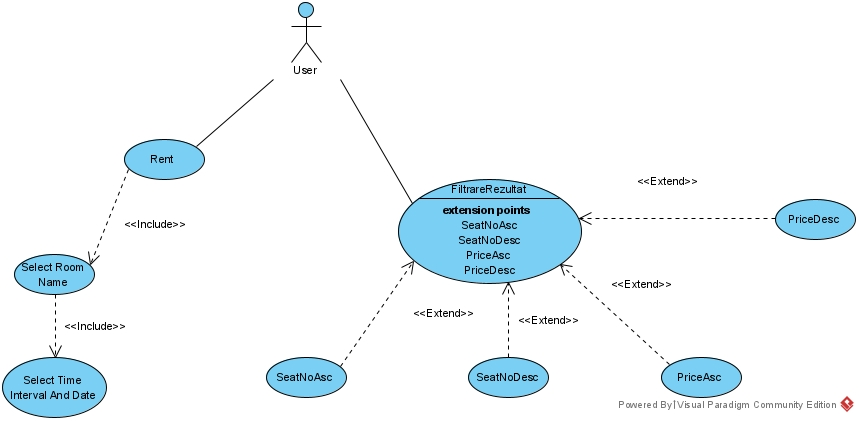 User
Rent
<<Include>>
Select Room
Name
<<Include>>
Select Time
Interval And Date
FiltrareRezultat
extension points
SeatNoAsc
SeatNoDesc
PriceAsc
PriceDesc
<<Extend>>
PriceDesc
<<Extend>>
<<Extend>>
<<Extend>>
SeatNoAsc
SeatNoDesc
PriceAsc
Powered By Visual Paradigm Community Edition